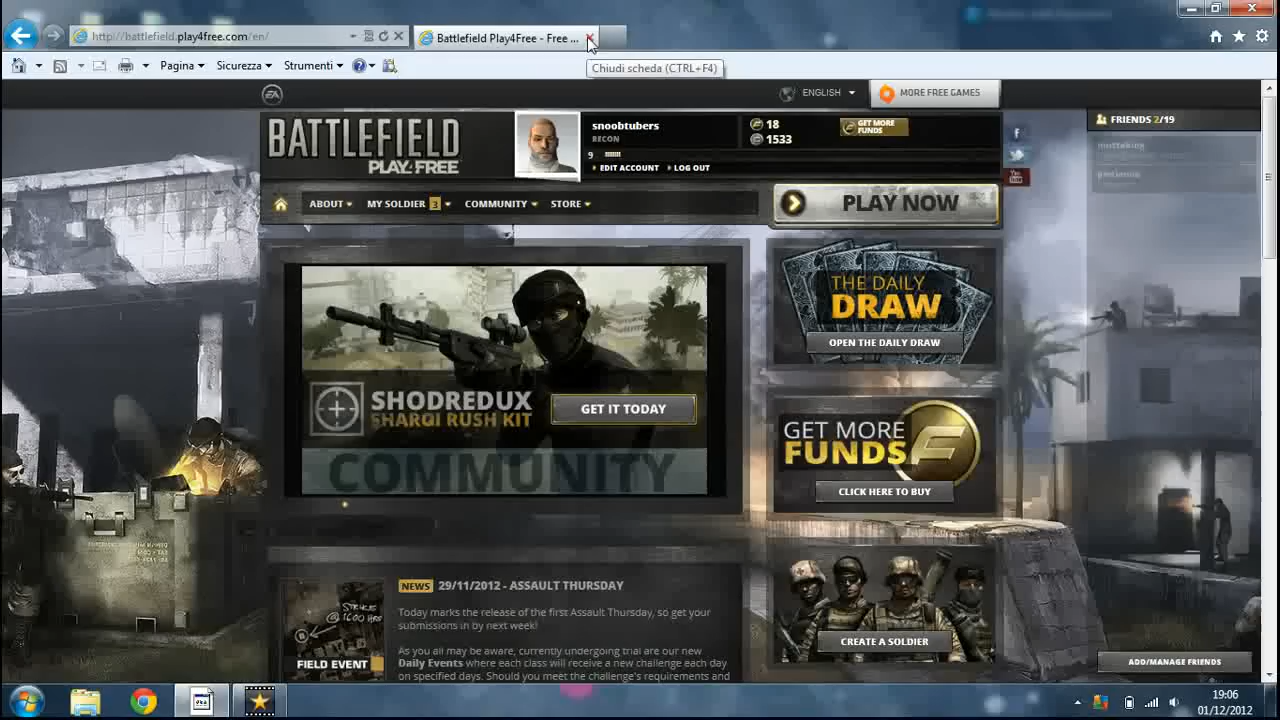 http://battlefield.play4free.com/en/
Battlefield Play4Free - Free ...
Chiudi scheda (CTRL+F4)
Pagina
Sicurezza
Strumenti
EA
ENGLISH
MORE FREE GAMES
BATTLEFIELD
PLAY4FREE
snoobtubers
RECON
9
EDIT ACCOUNT
LOG OUT
18
1533
GET MORE
FUNDS
FRIENDS 2/19
ABOUT
MY SOLDIER 3
COMMUNITY
STORE
PLAY NOW
SHODREDUX
SHARQI RUSH KIT
GET IT TODAY
COMMUNITY
THE DAILY
DRAW
OPEN THE DAILY DRAW
GET MORE
FUNDS
CLICK HERE TO BUY
CREATE A SOLDIER
NEWS 29/11/2012 - ASSAULT THURSDAY
Today marks the release of the first Assault Thursday, so get your
submissions in by next week!
As you all may be aware, currently undergoing trial are our new
Daily Events where each class will receive a new challenge each day
on specified days. Should you meet the challenge's requirements and
STRIKES
@ 1600 HRS
B
FIELD EVENT
ADD/MANAGE FRIENDS
19:06
01/12/2012